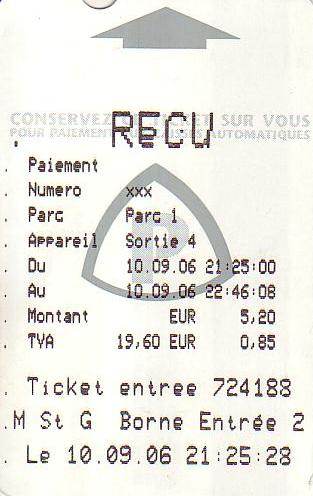 CONSERVEZ CE TICKET SUR VOUS
POUR PAIEMENT AUX CAISSES AUTOMATIQUES
RECU
Paiement
Numero xxx
Parc Parc 1
Appareil Sortie 4
Du 10.09.06 21:25:00
Au 10.09.06 22:46:08
Montant EUR 5,20
TVA 19,60 EUR 0,85
P
Ticket entree 724188
M St G Borne Entrée 2
Le 10.09.06 21:25:28